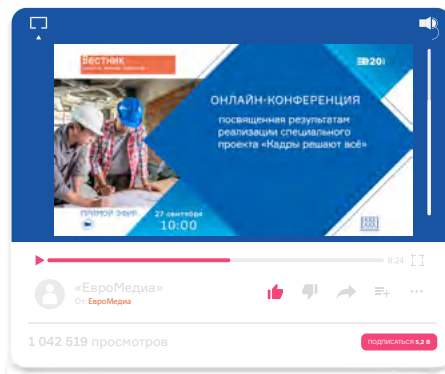 Вестник
20
ОНЛАЙН-КОНФЕРЕНЦИЯ
посвященная результатам
реализации специального
проекта «Кадры решают всё»
ПРЯМОЙ ЭФИР
27 сентября
10:00
8:24
«ЕвроМедиа»
От: ЕвроМедиа
1 042 519 просмотров
ПОДПИСАТЬСЯ 5,2 В